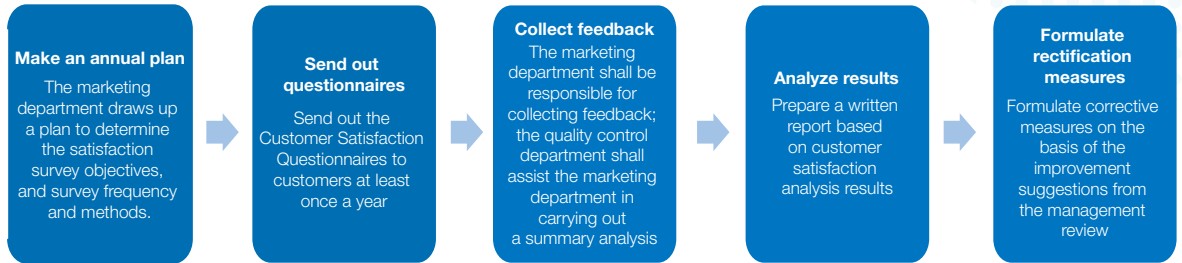 Make an annual plan
The marketing
department draws up
a plan to determine
the satisfaction
survey objectives,
and survey frequency
and methods.
Send out
questionnaires
Send out the
Customer Satisfaction
Questionnaires to
customers at least
once a year
Collect feedback
The marketing
department shall be
responsible for
collecting feedback;
the quality control
department shall
assist the marketing
department in
carrying out
a summary analysis
Analyze results
Prepare a written
report based
on customer
satisfaction
analysis results
Formulate
rectification
measures
Formulate corrective
measures on the
basis of the
improvement
suggestions from
the management
review